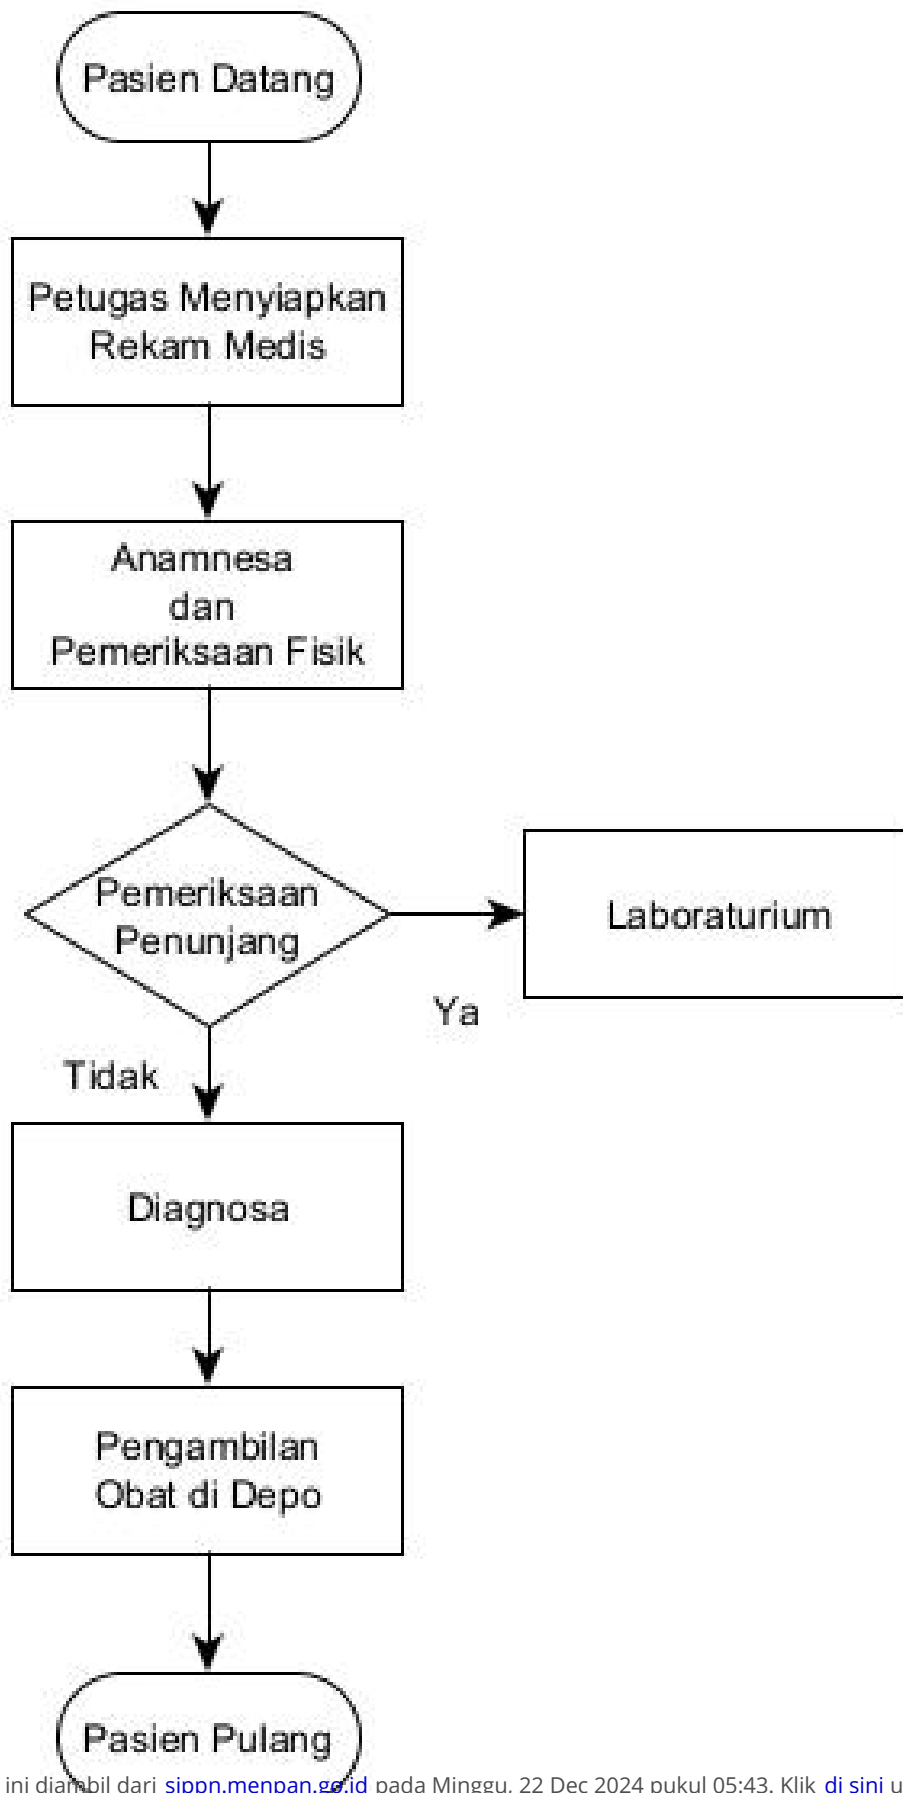 Pasien Datang
Petugas Menyiapkan
Rekam Medis
Anamnesa
dan
Pemeriksaan Fisik
Pemeriksaan
Penunjang
Laboraturium
Ya
Tidak
Diagnosa
Pengambilan
Obat di Depo
Pasien Pulang
ini diambil dari sippn.menpan.go.id pada Minggu, 22 Dec 2024 pukul 05:43. Klik di sini u